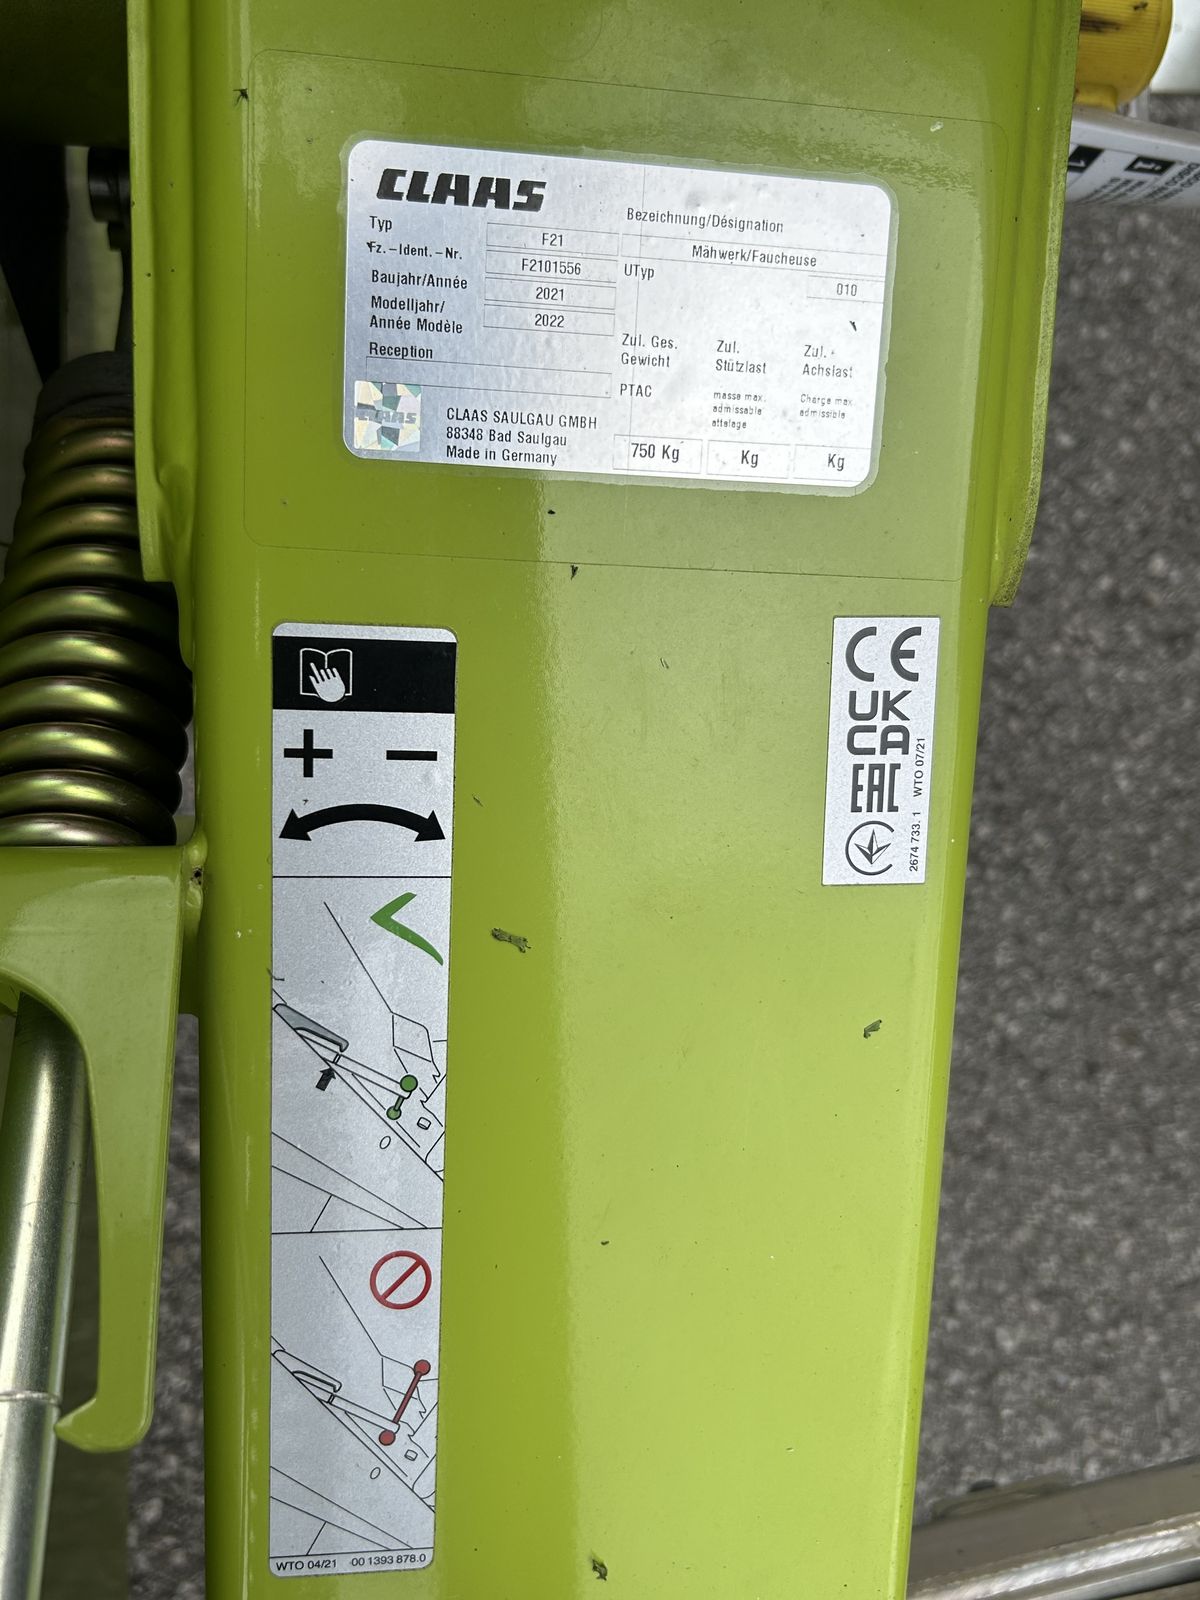 CLAAS
Typ
F21
Fz. - Ident. - Nr.
F2101556
Baujahr/Année
2021
Modelljahr/
Année Modèle
2022
Reception
Bezeichnung/Désignation
Mähwerk/Faucheuse
UTyp
010
Zul. Ges.
Gewicht
PTAC
750 Kg
Zul.
Stützlast
masse max.
admissable
attelage
Kg
Zul.
Achslast
Charge max.
admissible
Kg
CLAAS
CLAAS SAULGAU GMBH
88348 Bad Saulgau
Made in Germany
CE
UK
CA
EAC
2674 733. 1 WTO 07/21
+ -
WTO 04/21 00 1393 878.0